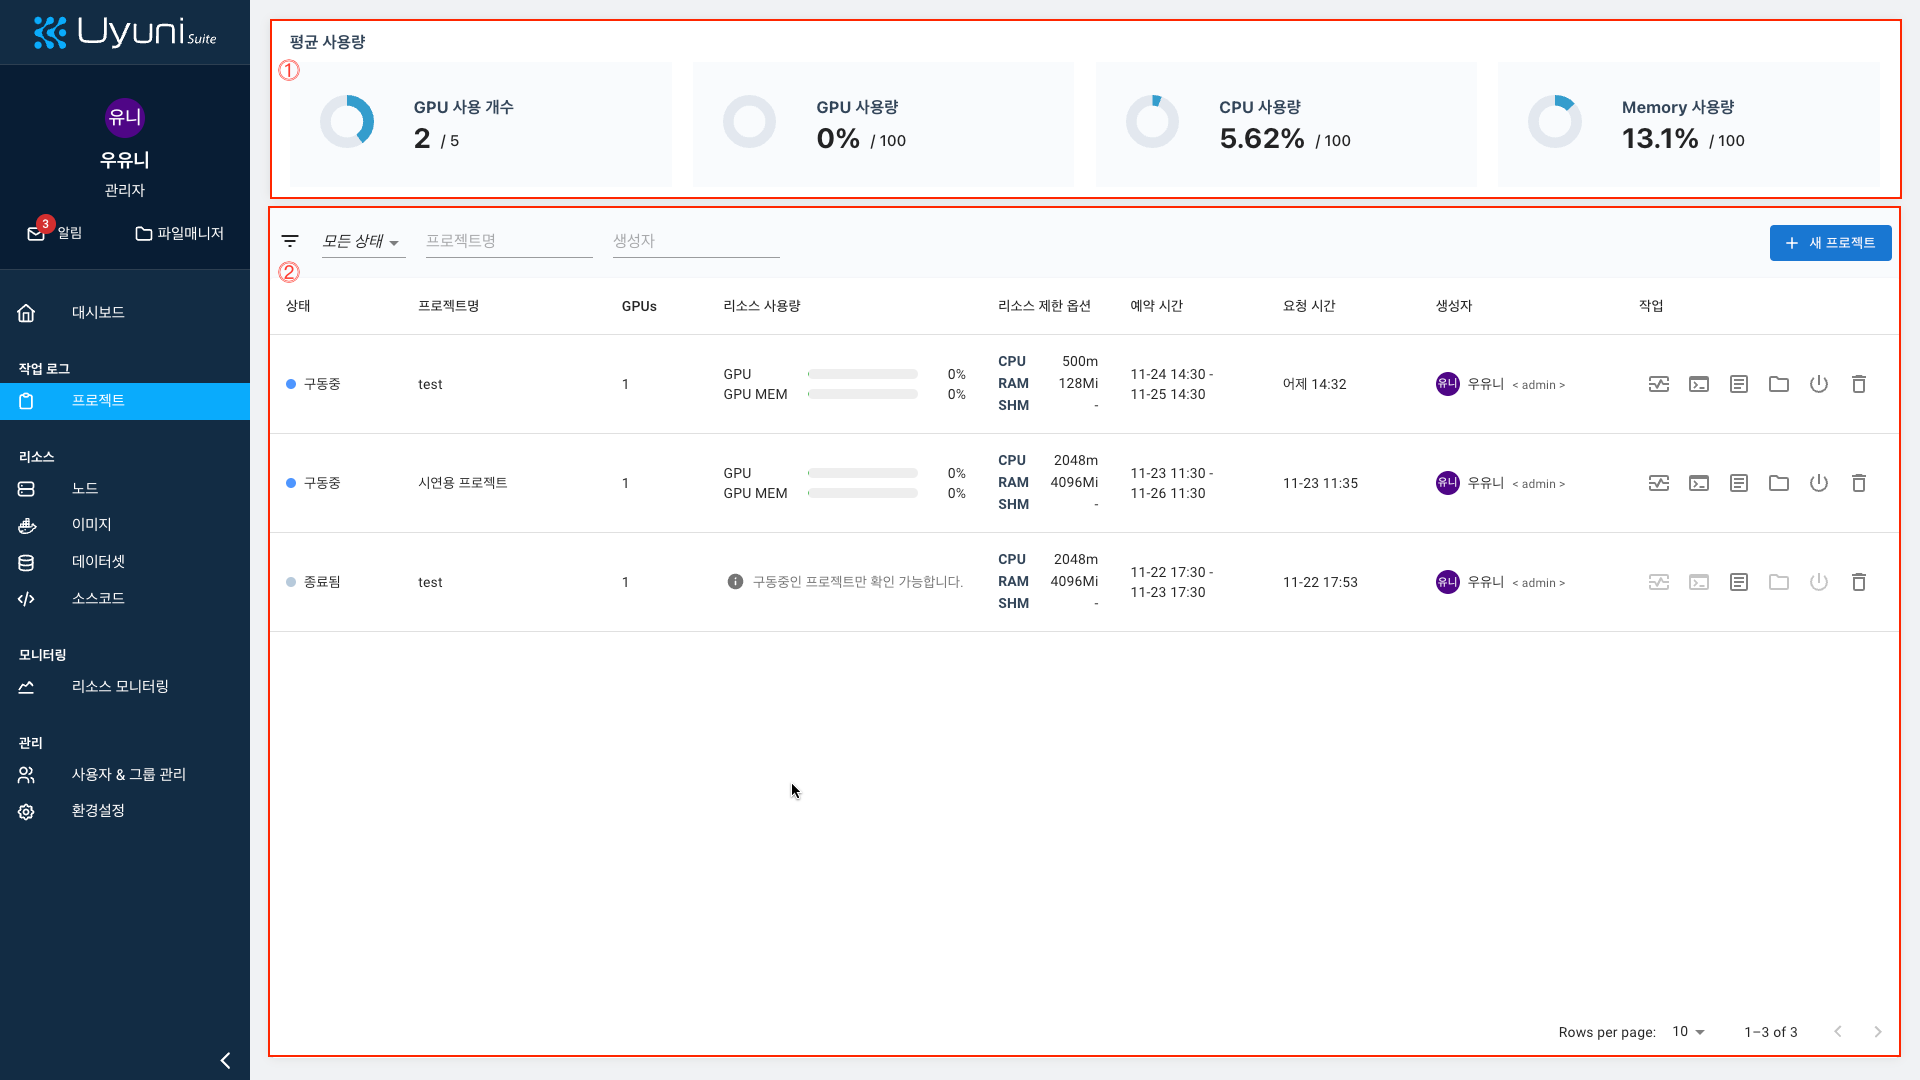 Uyuni Suite
유니
우유니
관리자
3 알림 파일매니저
대시보드
작업 로그
프로젝트
리소스
노드
이미지
데이터셋
소스코드
모니터링
리소스 모니터링
관리
사용자 & 그룹 관리
환경설정
평균 사용량
①
GPU 사용 개수
2 / 5
GPU 사용량
0% / 100
CPU 사용량
5.62% / 100
Memory 사용량
13.1% / 100
모든 상태 프로젝트명 생성자 + 새 프로젝트
②
상태 프로젝트명 GPUs 리소스 사용량 리소스 제한 옵션 예약 시간 요청 시간 생성자 작업
구동중 test 1
GPU 0%
GPU MEM 0%
CPU 500m
RAM 128Mi
SHM -
11-24 14:30 -
11-25 14:30
어제 14:32
유니 우유니 < admin >
구동중 시연용 프로젝트 1
GPU 0%
GPU MEM 0%
CPU 2048m
RAM 4096Mi
SHM -
11-23 11:30 -
11-26 11:30
11-23 11:35
유니 우유니 < admin >
종료됨 test 1
구동중인 프로젝트만 확인 가능합니다.
CPU 2048m
RAM 4096Mi
SHM -
11-22 17:30 -
11-23 17:30
11-22 17:53
유니 우유니 < admin >
Rows per page: 10 1–3 of 3